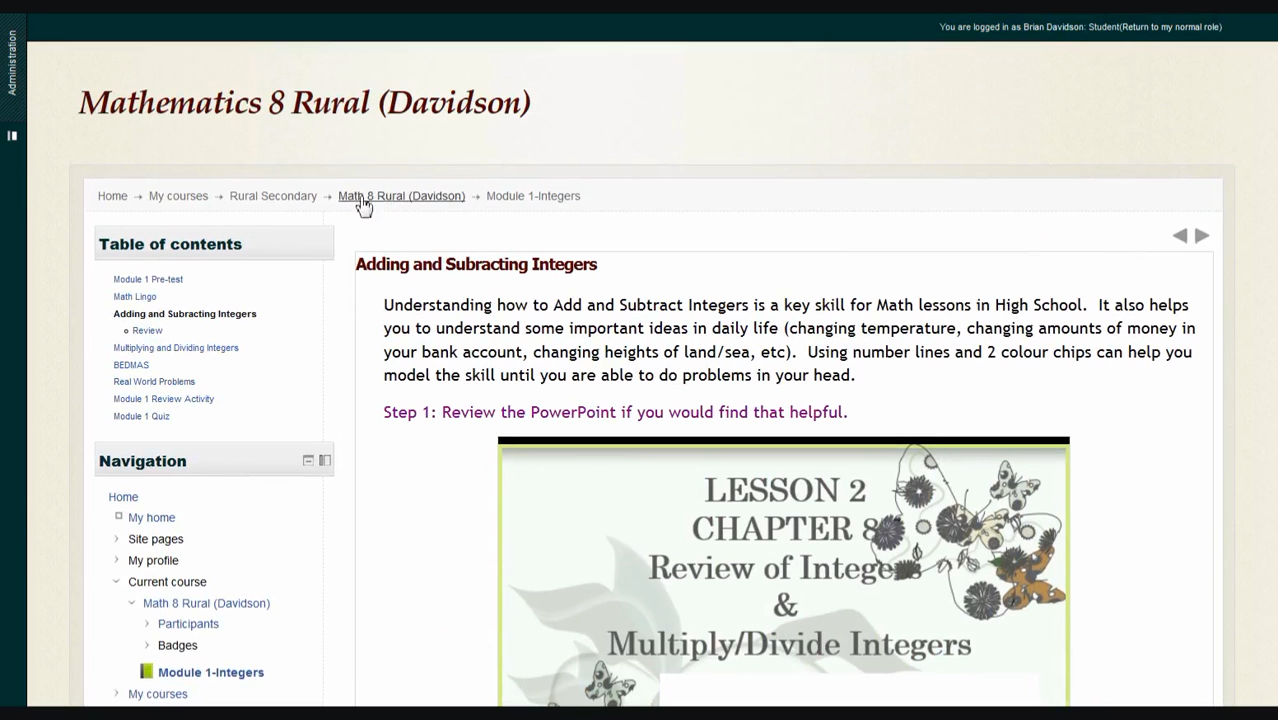 Administration
You are logged in as Brian Davidson: Student(Return to my normal role)
Mathematics 8 Rural (Davidson)
Home → My courses → Rural Secondary → Math 8 Rural (Davidson) → Module 1-Integers
Table of contents
Module 1 Pre-test
Math Lingo
Adding and Subracting Integers
Review
Multiplying and Dividing Integers
BEDMAS
Real World Problems
Module 1 Review Activity
Module 1 Quiz
Navigation
Home
My home
Site pages
My profile
Current course
Math 8 Rural (Davidson)
Participants
Badges
Module 1-Integers
My courses
Adding and Subracting Integers
Understanding how to Add and Subtract Integers is a key skill for Math lessons in High School. It also helps
you to understand some important ideas in daily life (changing temperature, changing amounts of money in
your bank account, changing heights of land/sea, etc). Using number lines and 2 colour chips can help you
model the skill until you are able to do problems in your head.
Step 1: Review the PowerPoint if you would find that helpful.
LESSON 2
CHAPTER 8
Review of Integers
&
Multiply/Divide Integers